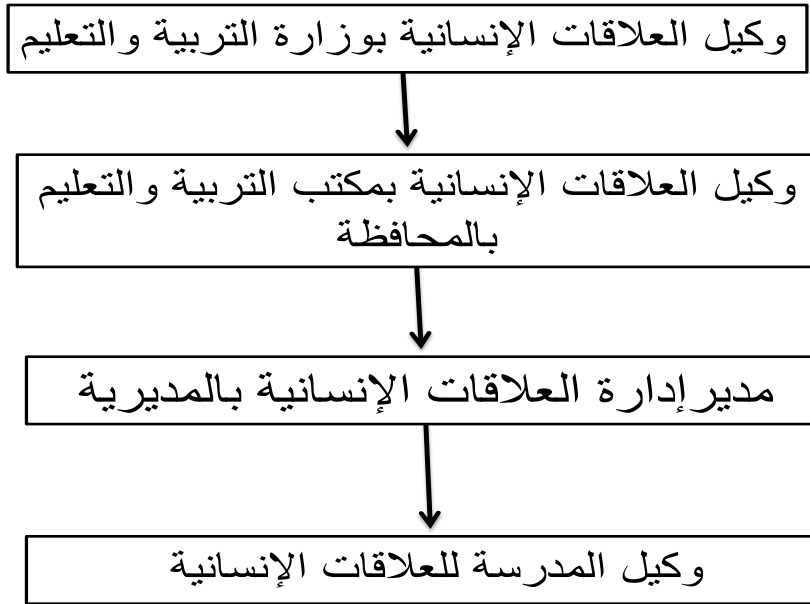 وكيل العلاقات الإنسانية بوزارة التربية والتعليم
وكيل العلاقات الإنسانية بمكتب التربية والتعليم
بالمحافظة
مدير إدارة العلاقات الإنسانية بالمديرية
وكيل المدرسة للعلاقات الإنسانية